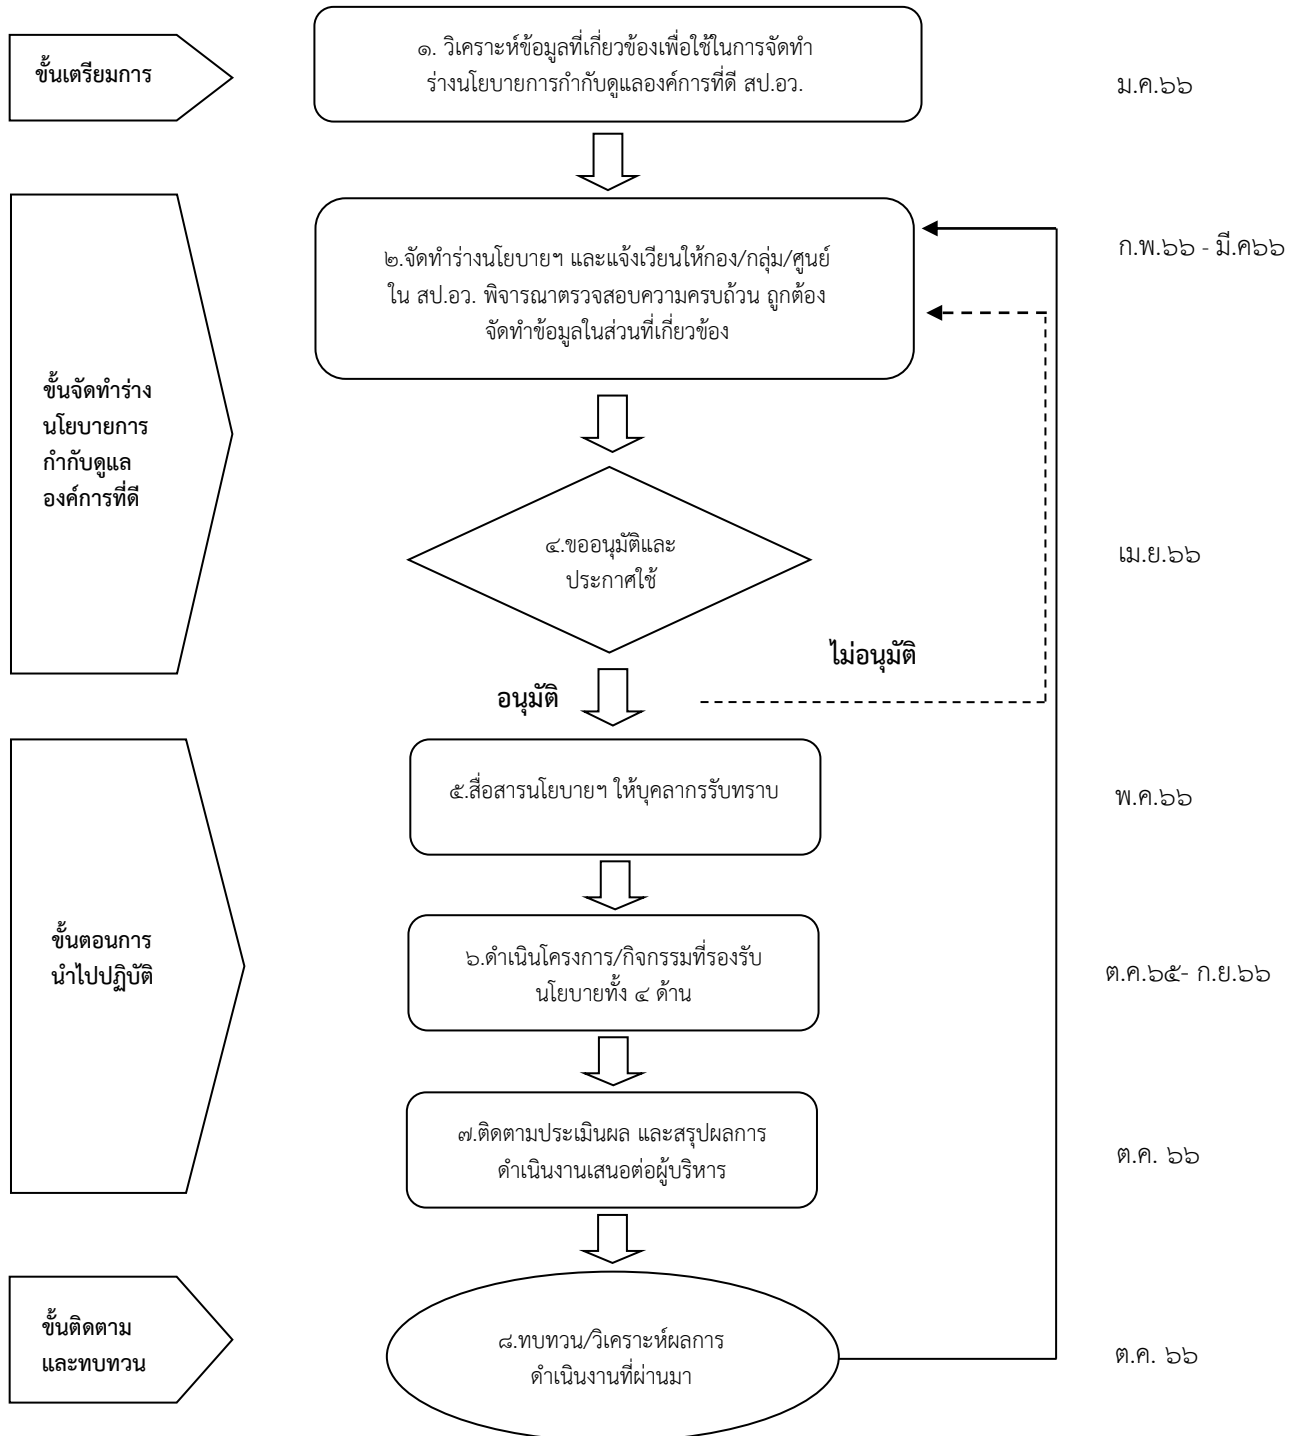 ขั้นเตรียมการ
๑. วิเคราะห์ข้อมูลที่เกี่ยวข้องเพื่อใช้ในการจัดทำ
ร่างนโยบายการกำกับดูแลองค์การที่ดี สป.อว.
ม.ค.๖๖
ขั้นจัดทำร่าง
นโยบายการ
กำกับดูแล
องค์การที่ดี
๒.จัดทำร่างนโยบายฯ และแจ้งเวียนให้กอง/กลุ่ม/ศูนย์
ใน สป.อว. พิจารณาตรวจสอบความครบถ้วน ถูกต้อง
จัดทำข้อมูลในส่วนที่เกี่ยวข้อง
ก.พ.๖๖ - มี.ค๖๖
๔.ขออนุมัติและ
ประกาศใช้
เม.ย.๖๖
ไม่อนุมัติ
อนุมัติ
ขั้นตอนการ
นำไปปฏิบัติ
๕.สื่อสารนโยบายฯ ให้บุคลากรรับทราบ
พ.ค.๖๖
๖.ดำเนินโครงการ/กิจกรรมที่รองรับ
นโยบายทั้ง ๔ ด้าน
ต.ค.๖๕- ก.ย.๖๖
๗.ติดตามประเมินผล และสรุปผลการ
ดำเนินงานเสนอต่อผู้บริหาร
ต.ค. ๖๖
ขั้นติดตาม
และทบทวน
๘.ทบทวน/วิเคราะห์ผลการ
ดำเนินงานที่ผ่านมา
ต.ค. ๖๖